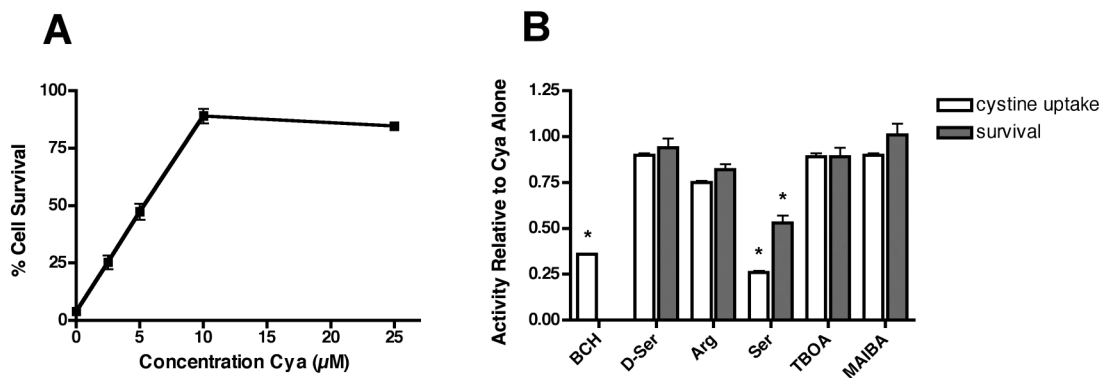 A
B
100
75
50
25
0
% Cell Survival
0 5 10 15 20 25
Concentration Cya (µM)
1.25
1.00
0.75
0.50
0.25
0.00
Activity Relative to Cya Alone
cystine uptake
survival
*
*
*
BCH
D-Ser
Arg
Ser
TBOA
MAIBA